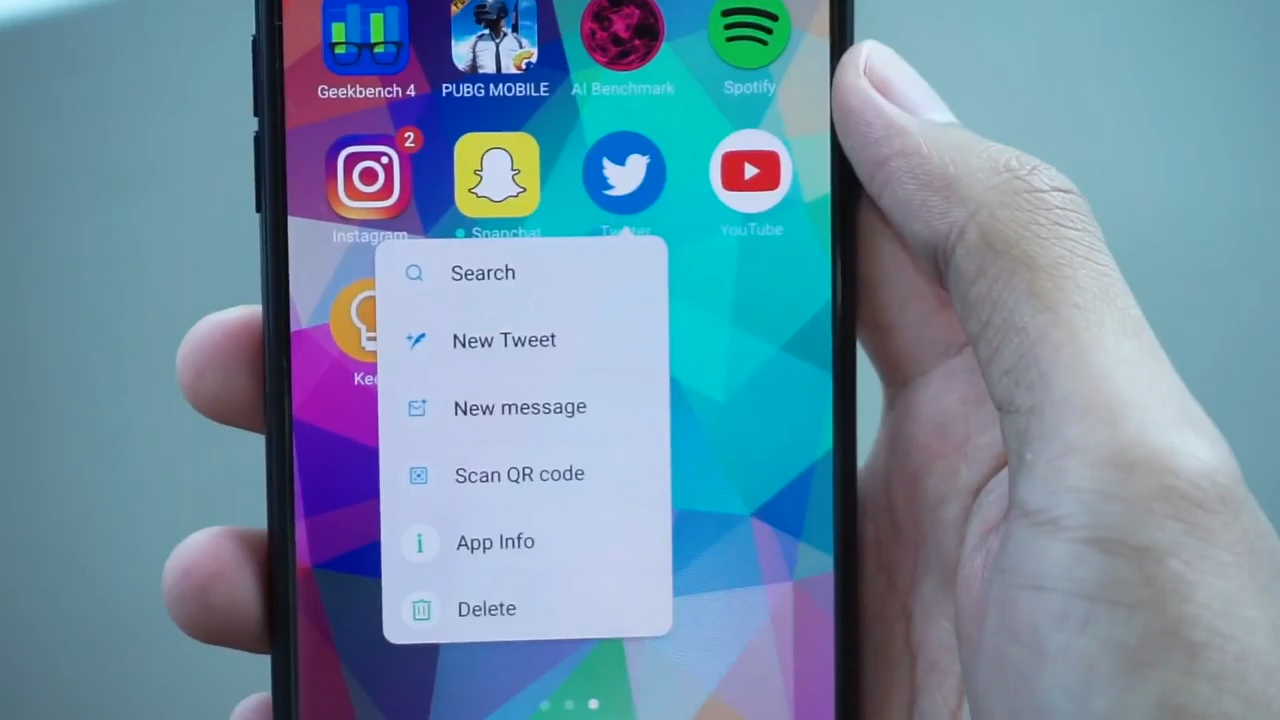 Geekbench 4
PUBG MOBILE
AI Benchmark
Spotify
2
Instagram
Snapchat
Twitter
YouTube
Search
New Tweet
New message
Scan QR code
App Info
Delete